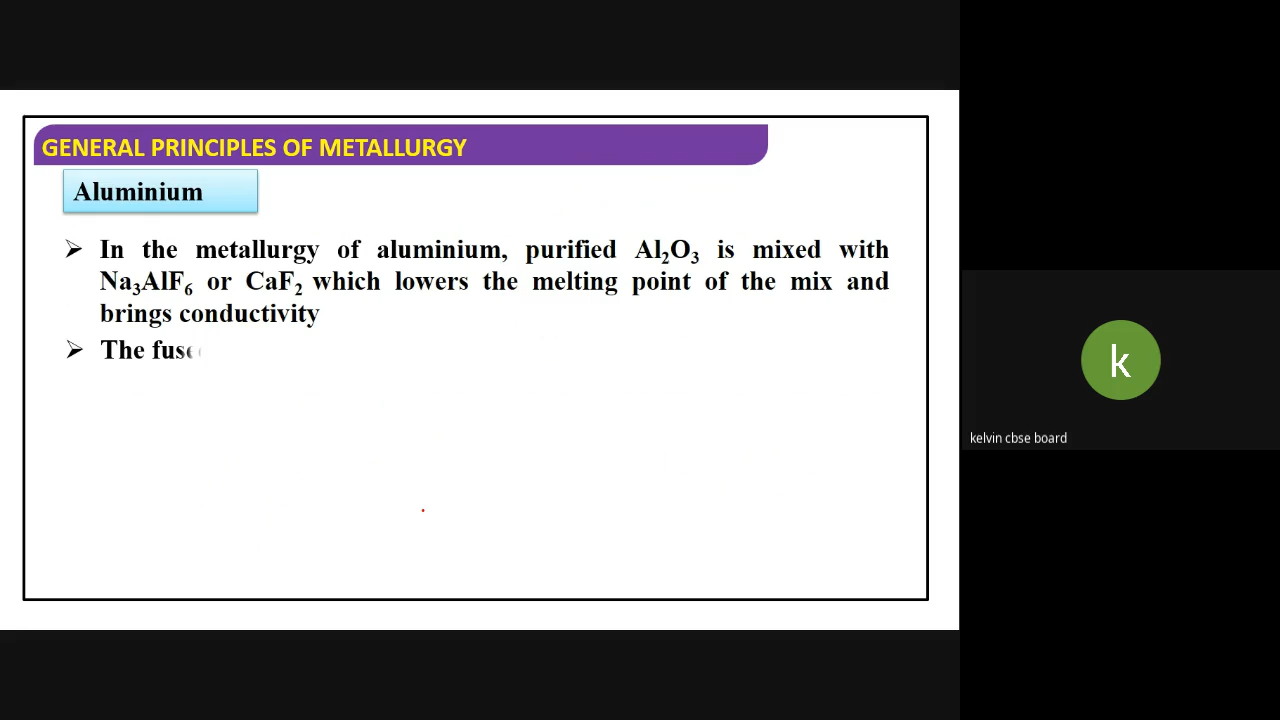 GENERAL PRINCIPLES OF METALLURGY
Aluminium
➢ In the metallurgy of aluminium, purified Al₂O₃ is mixed with
Na₃AlF₆ or CaF₂ which lowers the melting point of the mix and
brings conductivity
➢ The fuse
k
kelvin cbse board